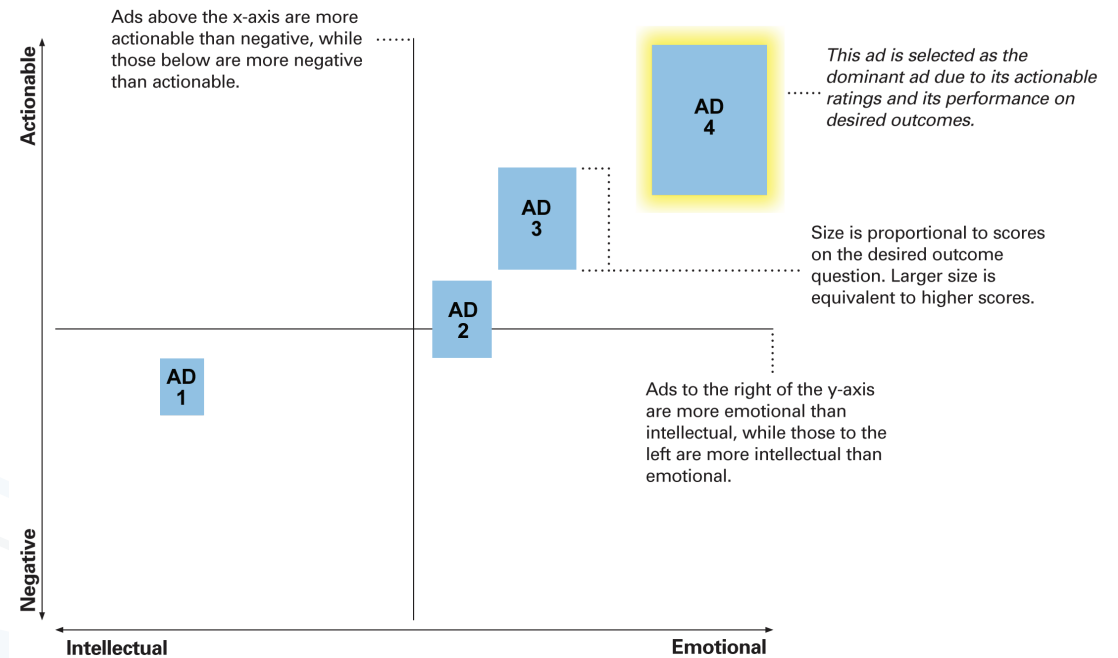 Ads above the x-axis are more
actionable than negative, while
those below are more negative
than actionable.
Actionable
AD
4
This ad is selected as the
dominant ad due to its actionable
ratings and its performance on
desired outcomes.
AD
3
Size is proportional to scores
on the desired outcome
question. Larger size is
equivalent to higher scores.
AD
2
AD
1
Ads to the right of the y-axis
are more emotional than
intellectual, while those to the
left are more intellectual than
emotional.
Negative
Intellectual
Emotional